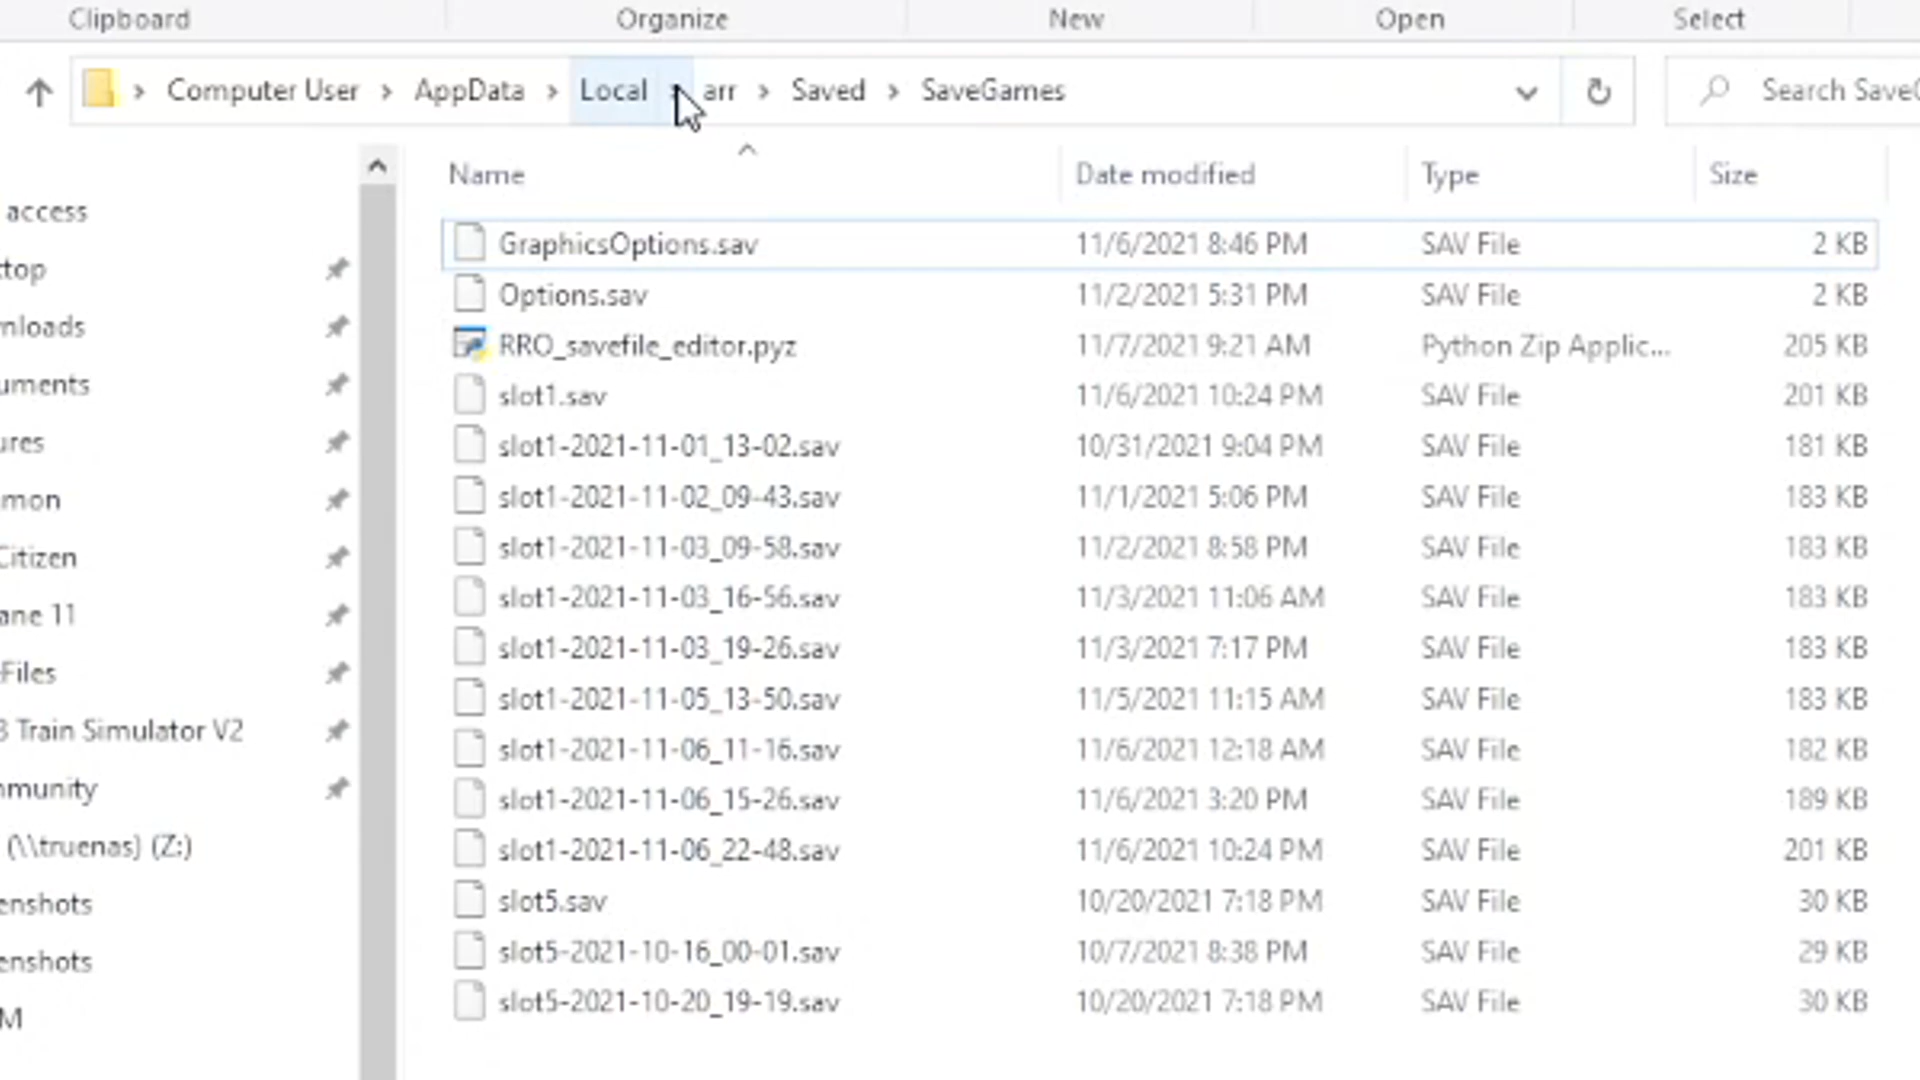 Clipboard Organize New Open Select
Computer User > AppData > Local > arr > Saved > SaveGames Search Save
Name Date modified Type Size
access
GraphicsOptions.sav 11/6/2021 8:46 PM SAV File 2 KB
ktop
Options.sav 11/2/2021 5:31 PM SAV File 2 KB
nloads
RRO_savefile_editor.pyz 11/7/2021 9:21 AM Python Zip Applic... 205 KB
uments
slot1.sav 11/6/2021 10:24 PM SAV File 201 KB
ures
slot1-2021-11-01_13-02.sav 10/31/2021 9:04 PM SAV File 181 KB
mon
slot1-2021-11-02_09-43.sav 11/1/2021 5:06 PM SAV File 183 KB
Citizen
slot1-2021-11-03_09-58.sav 11/2/2021 8:58 PM SAV File 183 KB
ane 11
slot1-2021-11-03_16-56.sav 11/3/2021 11:06 AM SAV File 183 KB
Files
slot1-2021-11-03_19-26.sav 11/3/2021 7:17 PM SAV File 183 KB
slot1-2021-11-05_13-50.sav 11/5/2021 11:15 AM SAV File 183 KB
3 Train Simulator V2
slot1-2021-11-06_11-16.sav 11/6/2021 12:18 AM SAV File 182 KB
mmunity
slot1-2021-11-06_15-26.sav 11/6/2021 3:20 PM SAV File 189 KB
(\\truenas) (Z:)
slot1-2021-11-06_22-48.sav 11/6/2021 10:24 PM SAV File 201 KB
enshots
slot5.sav 10/20/2021 7:18 PM SAV File 30 KB
enshots
slot5-2021-10-16_00-01.sav 10/7/2021 8:38 PM SAV File 29 KB
M
slot5-2021-10-20_19-19.sav 10/20/2021 7:18 PM SAV File 30 KB